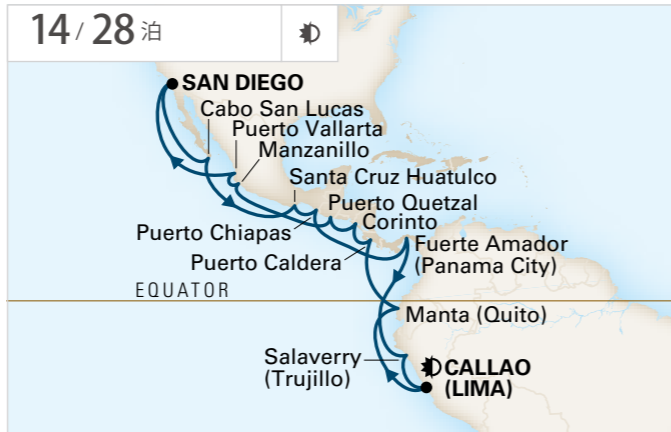 14 / 28 泊
SAN DIEGO
Cabo San Lucas
Puerto Vallarta
Manzanillo
Santa Cruz Huatulco
Puerto Quetzal
Corinto
Puerto Chiapas
Puerto Caldera
Fuerte Amador
(Panama City)
EQUATOR
Manta (Quito)
Salaverry
(Trujillo)
CALLAO
(LIMA)